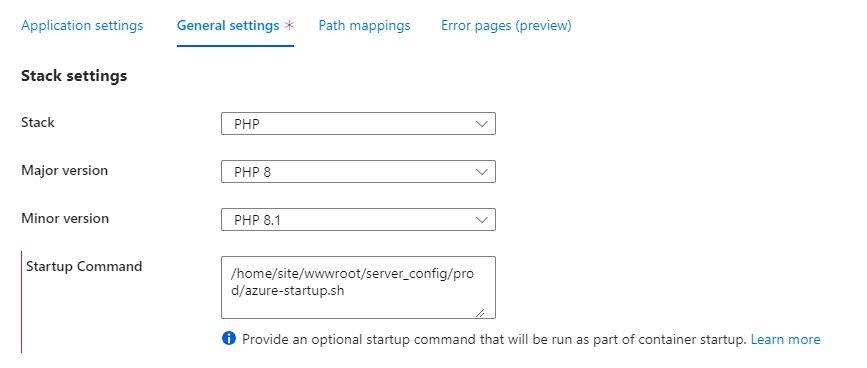 Application settings General settings * Path mappings Error pages (preview)
Stack settings
Stack PHP
Major version PHP 8
Minor version PHP 8.1
Startup Command /home/site/wwwroot/server_config/pro
d/azure-startup.sh
Provide an optional startup command that will be run as part of container startup. Learn more